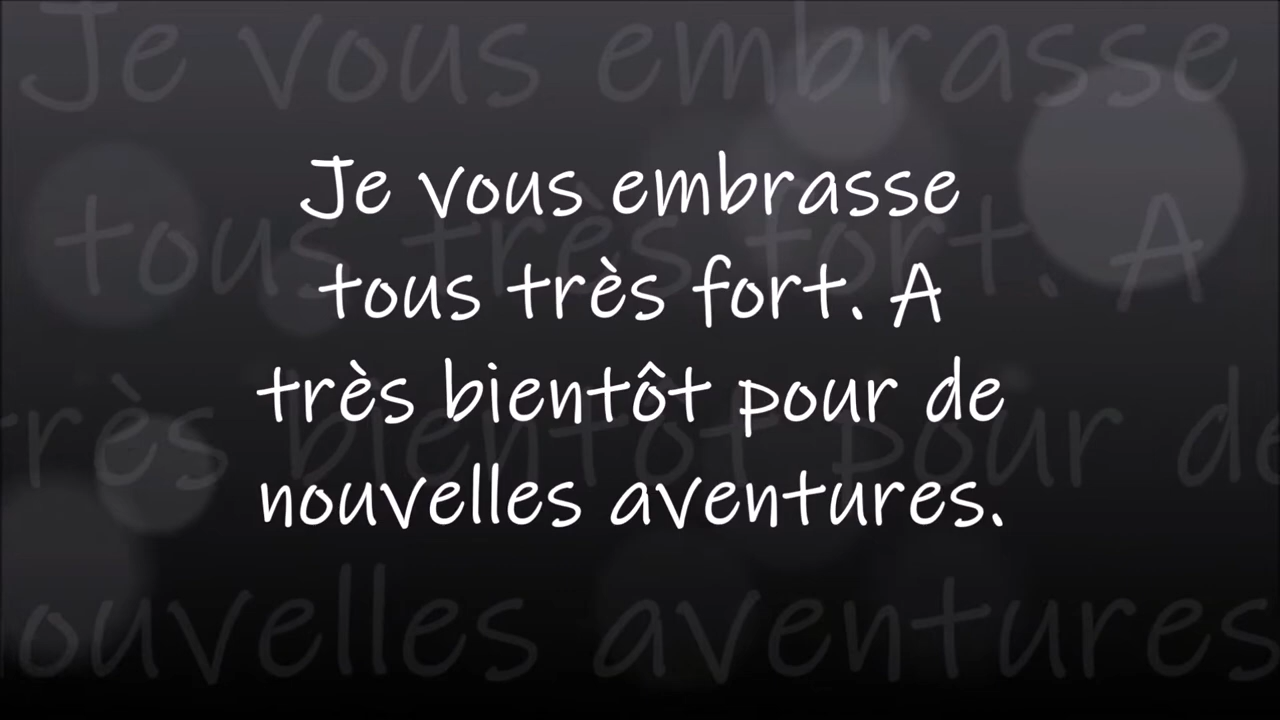 Je vous embrasse
tous très fort. A
très bientôt pour de
nouvelles aventures.